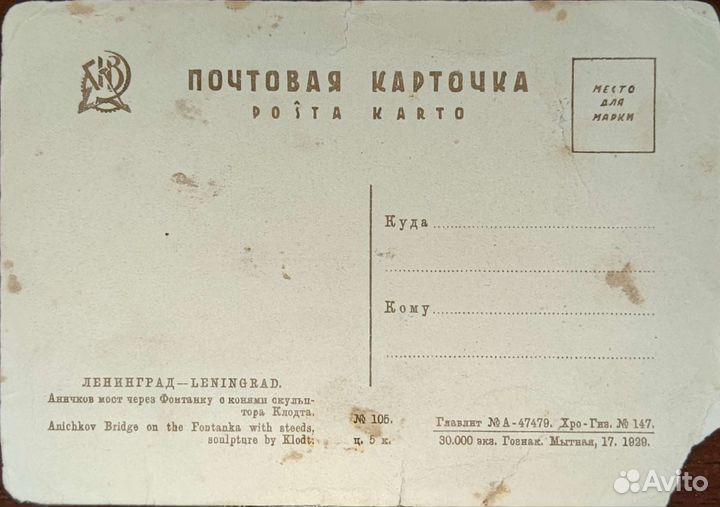 ПОЧТОВАЯ КАРТОЧКА
POŜTA KARTO
МЕСТО
ДЛЯ
МАРКИ
Куда
Кому
ЛЕНИНГРАД—LENINGRAD.
Аничков мост через Фонтанку с конями скульп-
тора Клодта.
Anichkov Bridge on the Fontanka with steeds,
sculpture by Klodt.
№ 105.
ц. 5 к.
Главлит № А-47479. Хро-Гиз. № 147.
30.000 экз. Гознак. Мытная, 17. 1929.
Avito